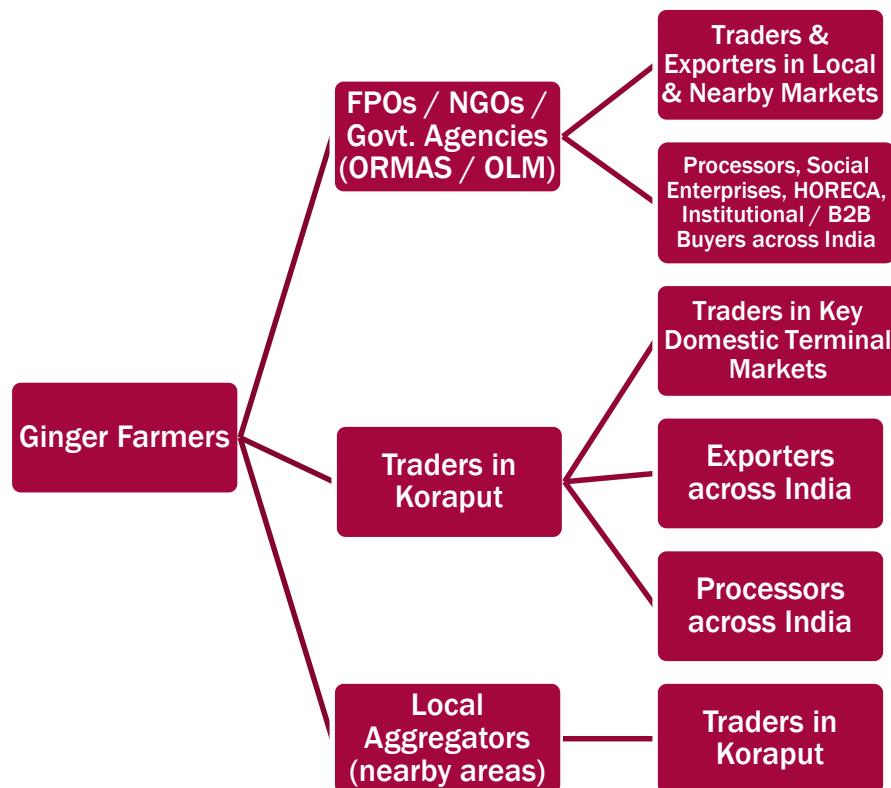 Ginger Farmers
FPOs / NGOs /
Govt. Agencies
(ORMAS / OLM)
Traders &
Exporters in Local
& Nearby Markets
Processors, Social
Enterprises, HORECA,
Institutional / B2B
Buyers across India
Traders in
Koraput
Traders in Key
Domestic Terminal
Markets
Exporters
across India
Processors
across India
Local
Aggregators
(nearby areas)
Traders in
Koraput